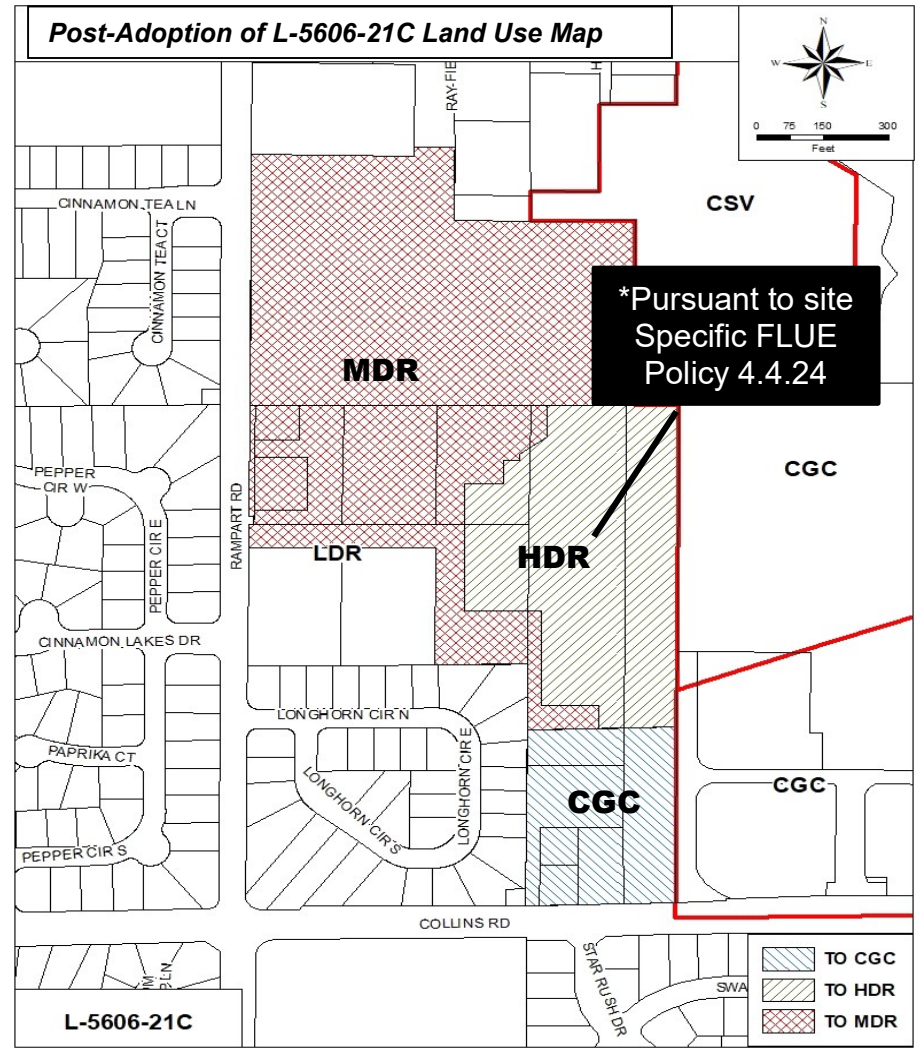 Post-Adoption of L-5606-21C Land Use Map
N
W
E
S
0 75 150 300
Feet
RAY-FIE
H
CINNAMON TEA LN
CINNAMON TEA CT
CSV
*Pursuant to site
Specific FLUE
Policy 4.4.24
MDR
PEPPER
CIR W
PEPPER CIR E
RAMPART RD
CGC
LDR
HDR
CINNAMON LAKES DR
LONGHORN CIR N
LONGHORN CIR E
LONGHORN CIR S
PAPRIKA CT
CGC
CGC
PEPPER CIR S
COLLINS RD
STAR RUSH DR
SWA
TO CGC
TO HDR
TO MDR
L-5606-21C